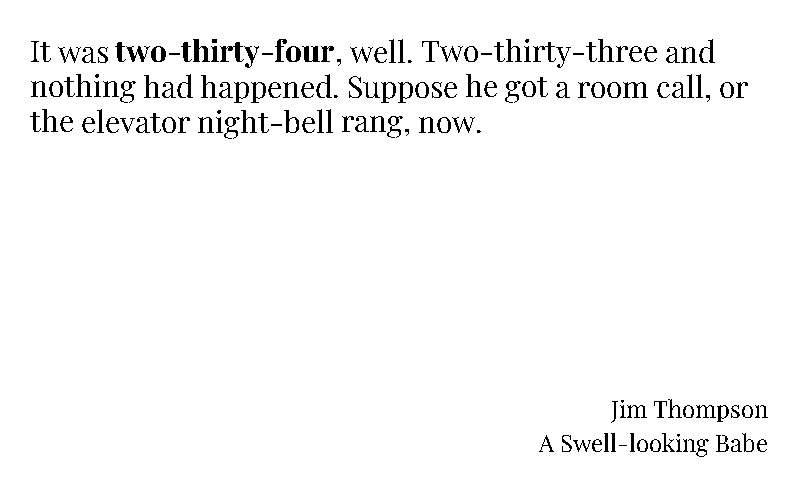 It was two-thirty-four, well. Two-thirty-three and
nothing had happened. Suppose he got a room call, or
the elevator night-bell rang, now.
Jim Thompson
A Swell-looking Babe